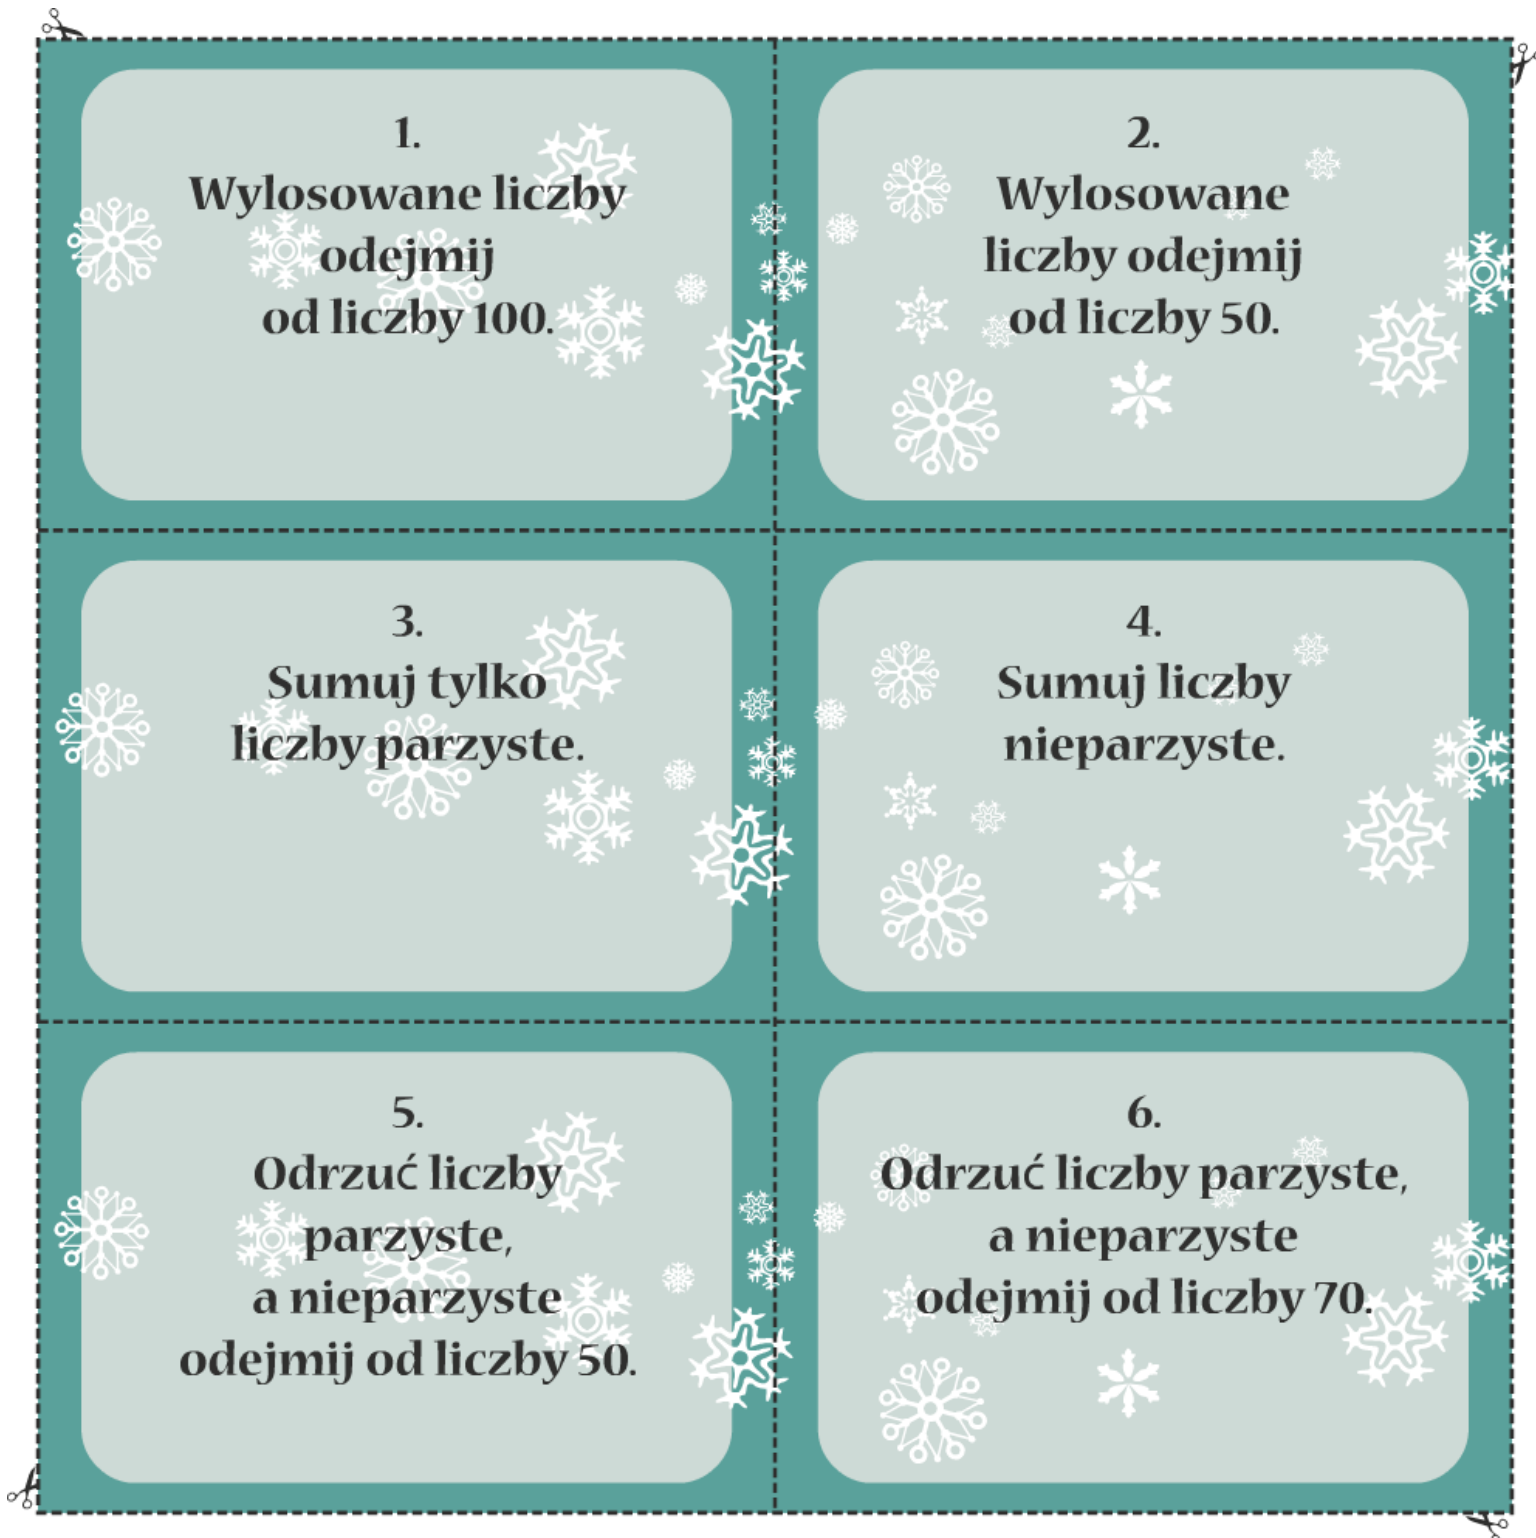 1.
Wylosowane liczby
odejmij
od liczby 100.
2.
Wylosowane
liczby odejmij
od liczby 50.
3.
Sumuj tylko
liczby parzyste.
4.
Sumuj liczby
nieparzyste.
5.
Odrzuć liczby
parzyste,
a nieparzyste
odejmij od liczby 50.
6.
Odrzuć liczby parzyste,
a nieparzyste
odejmij od liczby 70.